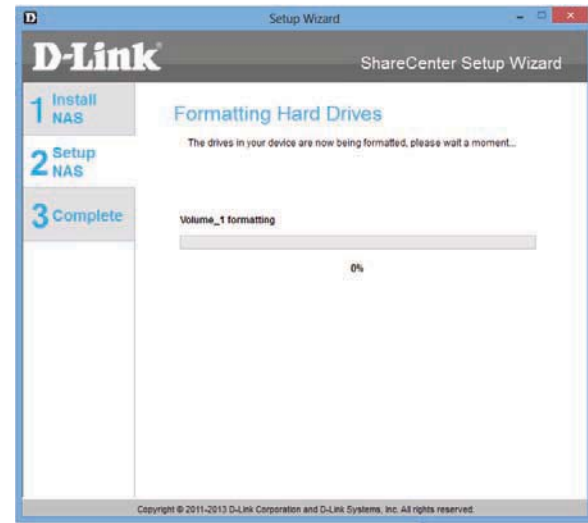 Setup Wizard
D-Link
ShareCenter Setup Wizard
1 Install
NAS
2 Setup
NAS
3 Complete
Formatting Hard Drives
The drives in your device are now being formatted, please wait a moment...
Volume_1 formatting
0%
Copyright © 2011-2013 D-Link Corporation and D-Link Systems, Inc. All rights reserved.